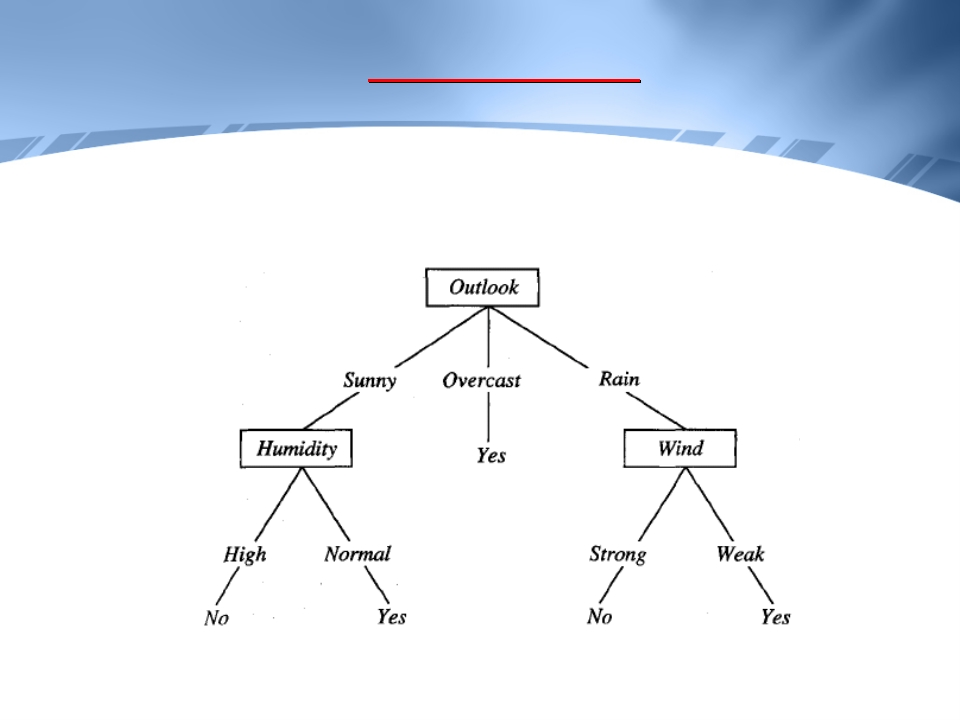 Outlook
Sunny Overcast Rain
Humidity Yes Wind
High Normal Strong Weak
No Yes No Yes